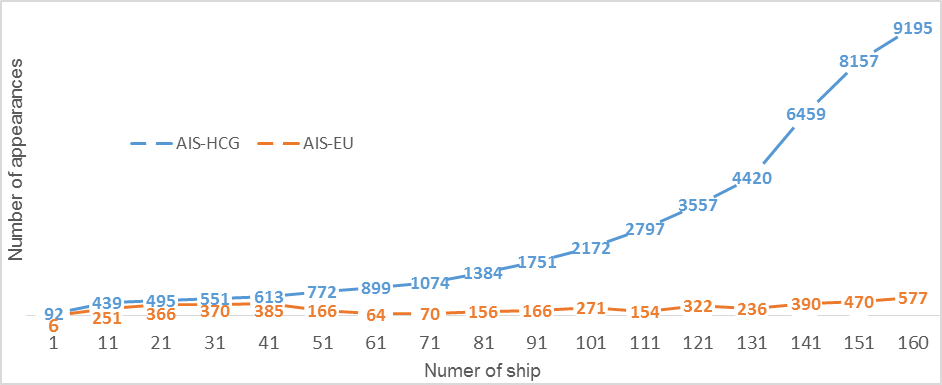 Number of appearances
AIS-HCG AIS-EU
92 439 495 551 613 772 899 1074 1384 1751 2172 2797 3557 4420 6459 8157 9195
6 251 366 370 385 166 64 70 156 166 271 154 322 236 390 470 577
1 11 21 31 41 51 61 71 81 91 101 111 121 131 141 151 160
Numer of ship